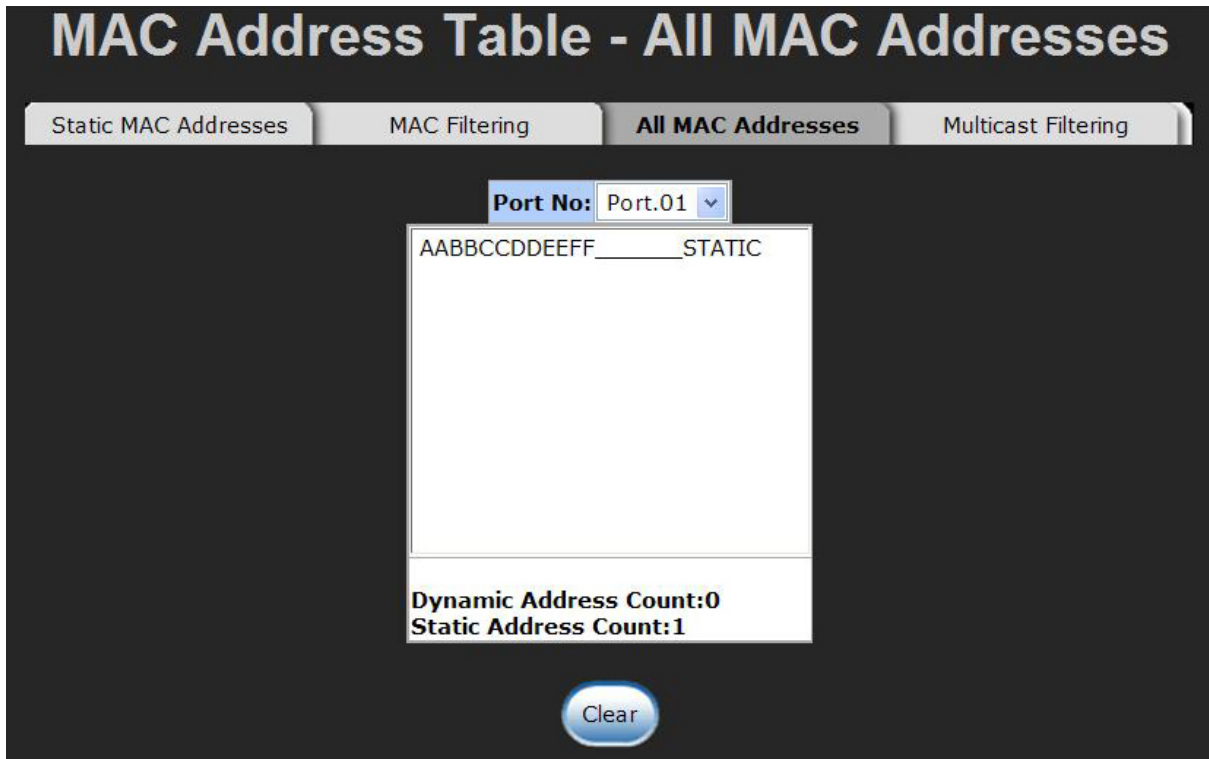 MAC Address Table - All MAC Addresses
Static MAC Addresses MAC Filtering All MAC Addresses Multicast Filtering
Port No: Port.01
AABBCCDDEEFF_______STATIC
Dynamic Address Count:0
Static Address Count:1
Clear